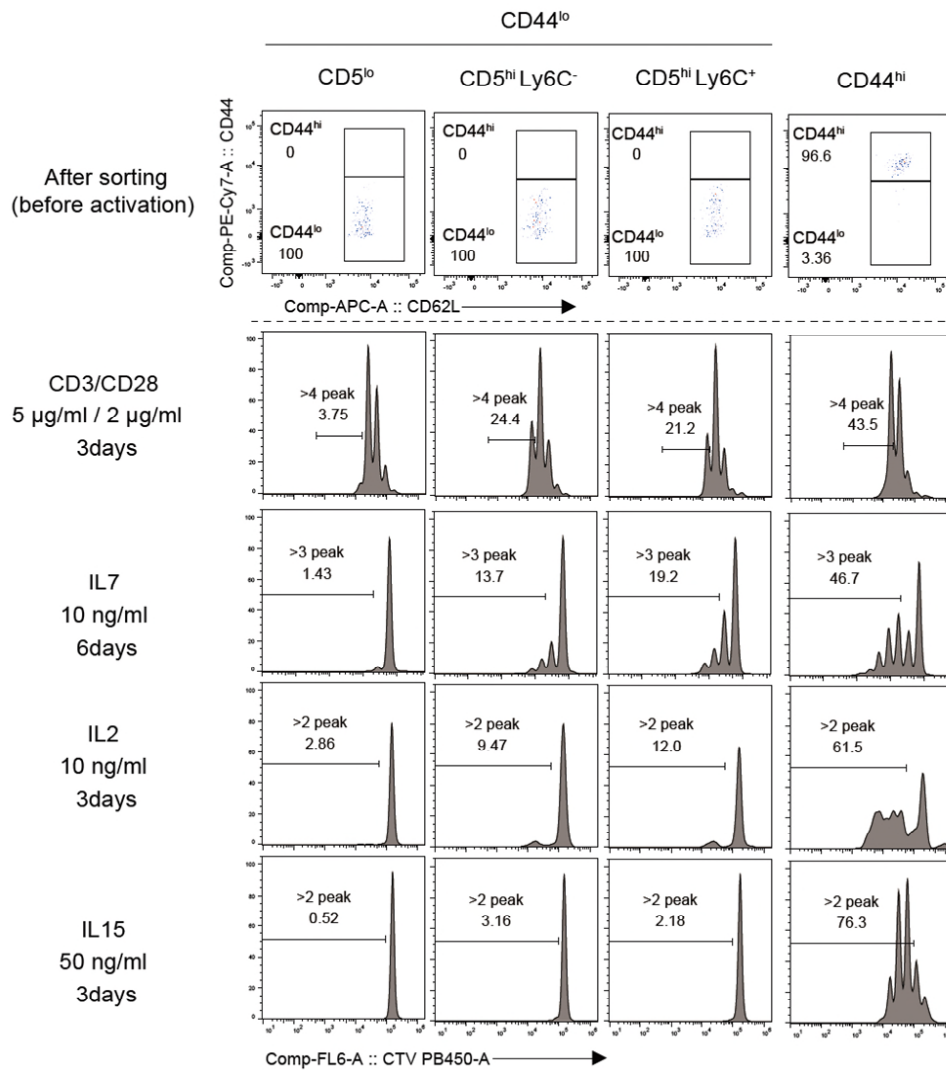 CD44lo
CD5lo CD5hi Ly6C- CD5hi Ly6C+ CD44hi
After sorting
(before activation)
Comp-PE-Cy7-A :: CD44
CD44hi
0
CD44lo
100
CD44hi
0
CD44lo
100
CD44hi
0
CD44lo
100
CD44hi
96.6
CD44lo
3.36
Comp-APC-A :: CD62L
CD3/CD28
5 µg/ml / 2 µg/ml
3days
>4 peak
3.75
>4 peak
24.4
>4 peak
21.2
>4 peak
43.5
IL7
10 ng/ml
6days
>3 peak
1.43
>3 peak
13.7
>3 peak
19.2
>3 peak
46.7
IL2
10 ng/ml
3days
>2 peak
2.86
>2 peak
9.47
>2 peak
12.0
>2 peak
61.5
IL15
50 ng/ml
3days
>2 peak
0.52
>2 peak
3.16
>2 peak
2.18
>2 peak
76.3
Comp-FL6-A :: CTV PB450-A